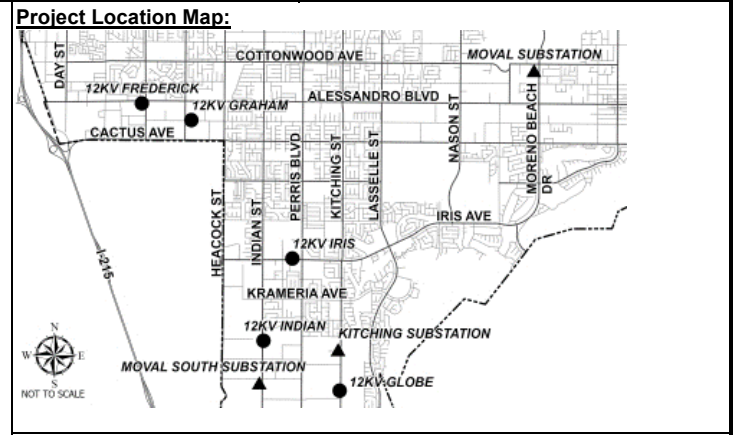 Project Location Map:
COTTONWOOD AVE
MOVAL SUBSTATION
DAY ST
12KV FREDERICK
12KV GRAHAM
ALESSANDRO BLVD
CACTUS AVE
NASON ST
MORENO BEACH
DR
PERRIS BLVD
KITCHING ST
LASSELLE ST
HEACOCK ST
INDIAN ST
IRIS AVE
12KV IRIS
I-215
KRAMERIA AVE
12KV INDIAN
KITCHING SUBSTATION
MOVAL SOUTH SUBSTATION
12KV GLOBE
N
W
E
S
NOT TO SCALE